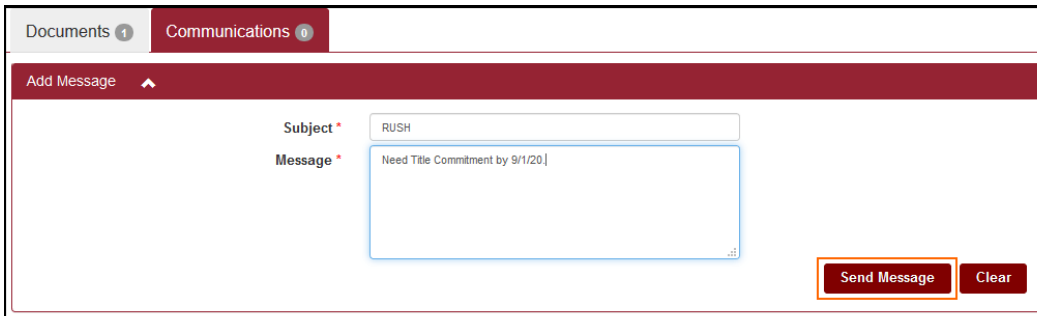 Documents 1 Communications 0
Add Message
Subject * RUSH
Message * Need Title Commitment by 9/1/20.
Send Message Clear